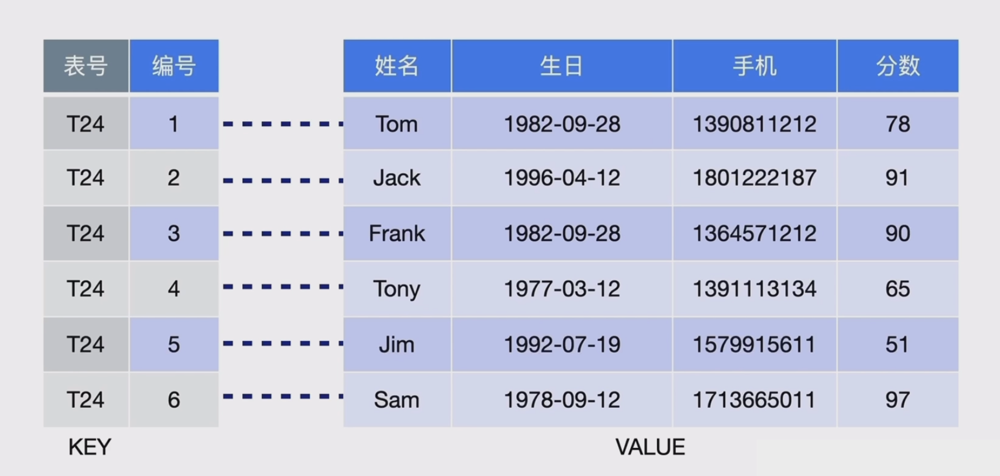 表号 编号 姓名 生日 手机 分数
T24 1 Tom 1982-09-28 1390811212 78
T24 2 Jack 1996-04-12 1801222187 91
T24 3 Frank 1982-09-28 1364571212 90
T24 4 Tony 1977-03-12 1391113134 65
T24 5 Jim 1992-07-19 1579915611 51
T24 6 Sam 1978-09-12 1713665011 97
KEY VALUE